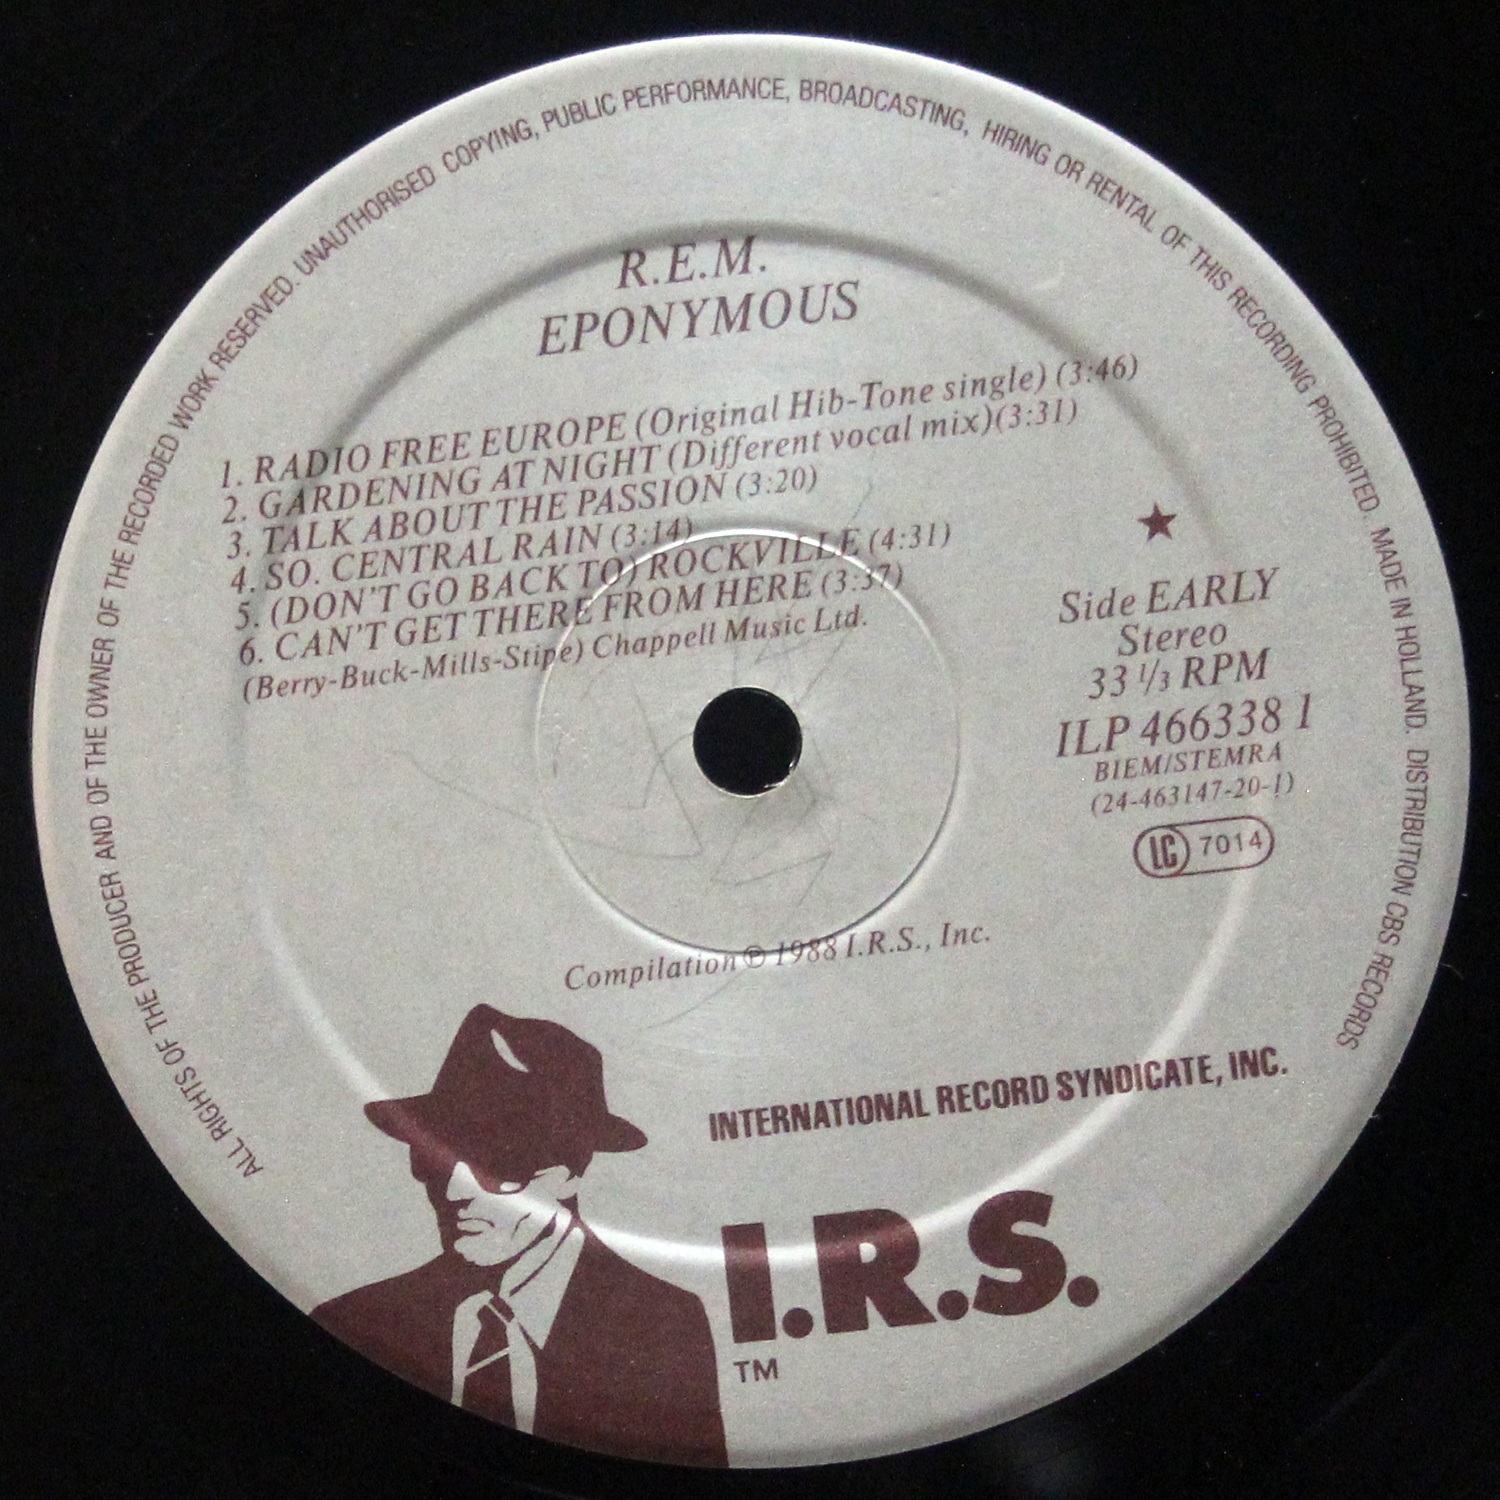 ALL RIGHTS OF THE PRODUCER AND OF THE OWNER OF THE RECORDED WORK RESERVED. UNAUTHORISED COPYING, PUBLIC PERFORMANCE, BROADCASTING, HIRING OR RENTAL OF THIS RECORDING PROHIBITED. MADE IN HOLLAND. DISTRIBUTION CBS RECORDS
R.E.M.
EPONYMOUS
1. RADIO FREE EUROPE (Original Hib-Tone single) (3:46)
2. GARDENING AT NIGHT (Different vocal mix)(3:31)
3. TALK ABOUT THE PASSION (3:20)
4. SO. CENTRAL RAIN (3:14)
5. (DON'T GO BACK TO) ROCKVILLE (4:31)
6. CAN'T GET THERE FROM HERE (3:37)
(Berry-Buck-Mills-Stipe) Chappell Music Ltd.
★
Side EARLY
Stereo
33 1/3 RPM
ILP 466338 1
BIEM/STEMRA
(24-463147-20-1)
LC 7014
Compilation ℗ 1988 I.R.S., Inc.
INTERNATIONAL RECORD SYNDICATE, INC.
I.R.S.
TM